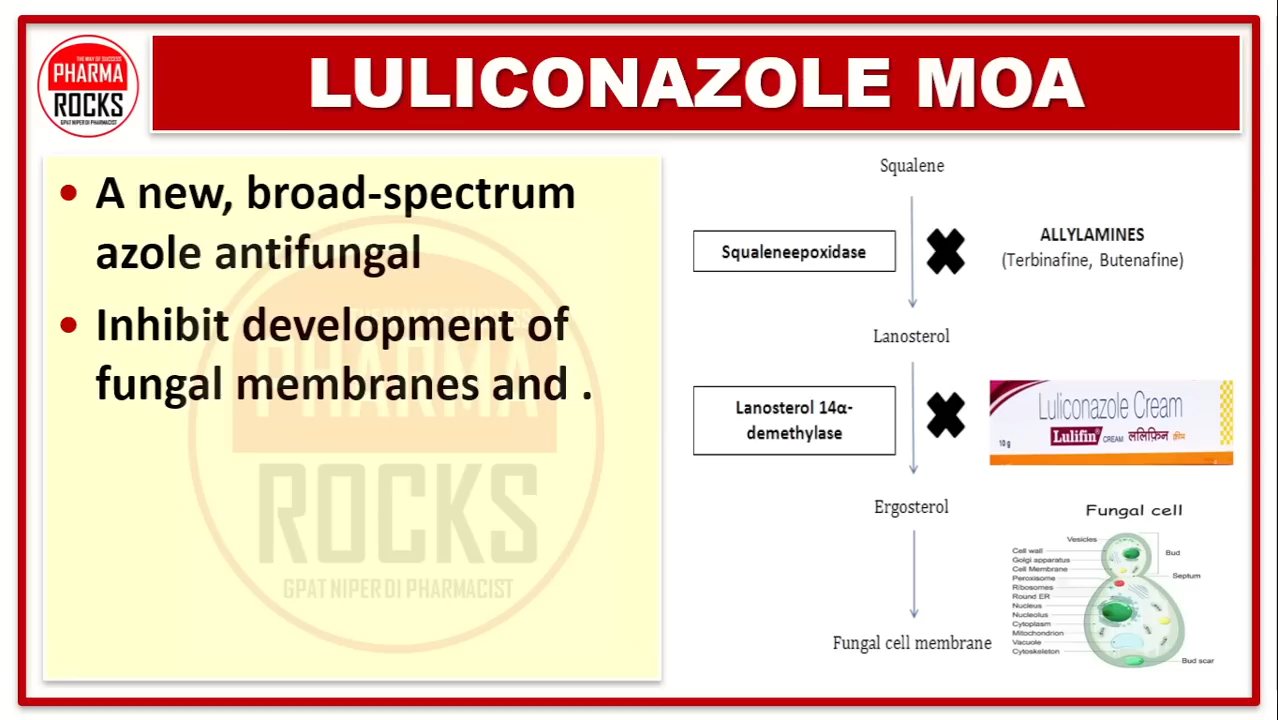 THE WAY OF SUCCESS
PHARMA
ROCKS
GPAT NIPER DI PHARMACIST
LULICONAZOLE MOA
• A new, broad-spectrum
azole antifungal
• Inhibit development of
fungal membranes and .
PHARMA
ROCKS
GPAT NIPER DI PHARMACIST
Squalene
Squaleneepoxidase
ALLYLAMINES
(Terbinafine, Butenafine)
Lanosterol
Lanosterol 14α-
demethylase
Luliconazole Cream
Lulifin CREAM ललिफ़िन क्रीम
10 g
Ergosterol
Fungal cell membrane
Fungal cell
Vesicles
Cell wall
Golgi apparatus
Cell Membrane
Peroxisome
Ribosomes
Round ER
Nucleus
Nucleolus
Cytoplasm
Mitochondrion
Vacuole
Cytoskeleton
Bud
Septum
Bud scar